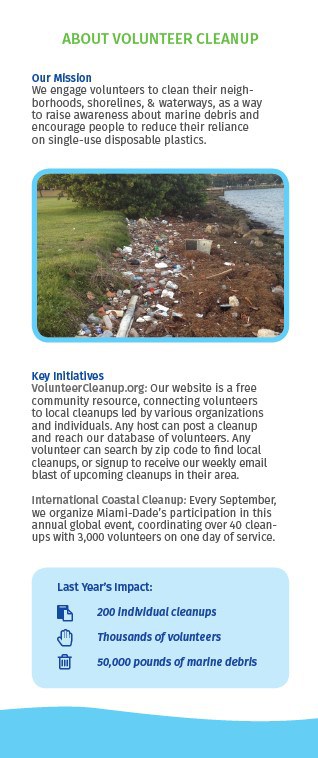 ABOUT VOLUNTEER CLEANUP
Our Mission
We engage volunteers to clean their neigh-
borhoods, shorelines, & waterways, as a way
to raise awareness about marine debris and
encourage people to reduce their reliance
on single-use disposable plastics.
Key Initiatives
VolunteerCleanup.org: Our website is a free
community resource, connecting volunteers
to local cleanups led by various organizations
and individuals. Any host can post a cleanup
and reach our database of volunteers. Any
volunteer can search by zip code to find local
cleanups, or signup to receive our weekly email
blast of upcoming cleanups in their area.
International Coastal Cleanup: Every September,
we organize Miami-Dade's participation in this
annual global event, coordinating over 40 clean-
ups with 3,000 volunteers on one day of service.
Last Year's Impact:
200 individual cleanups
Thousands of volunteers
50,000 pounds of marine debris